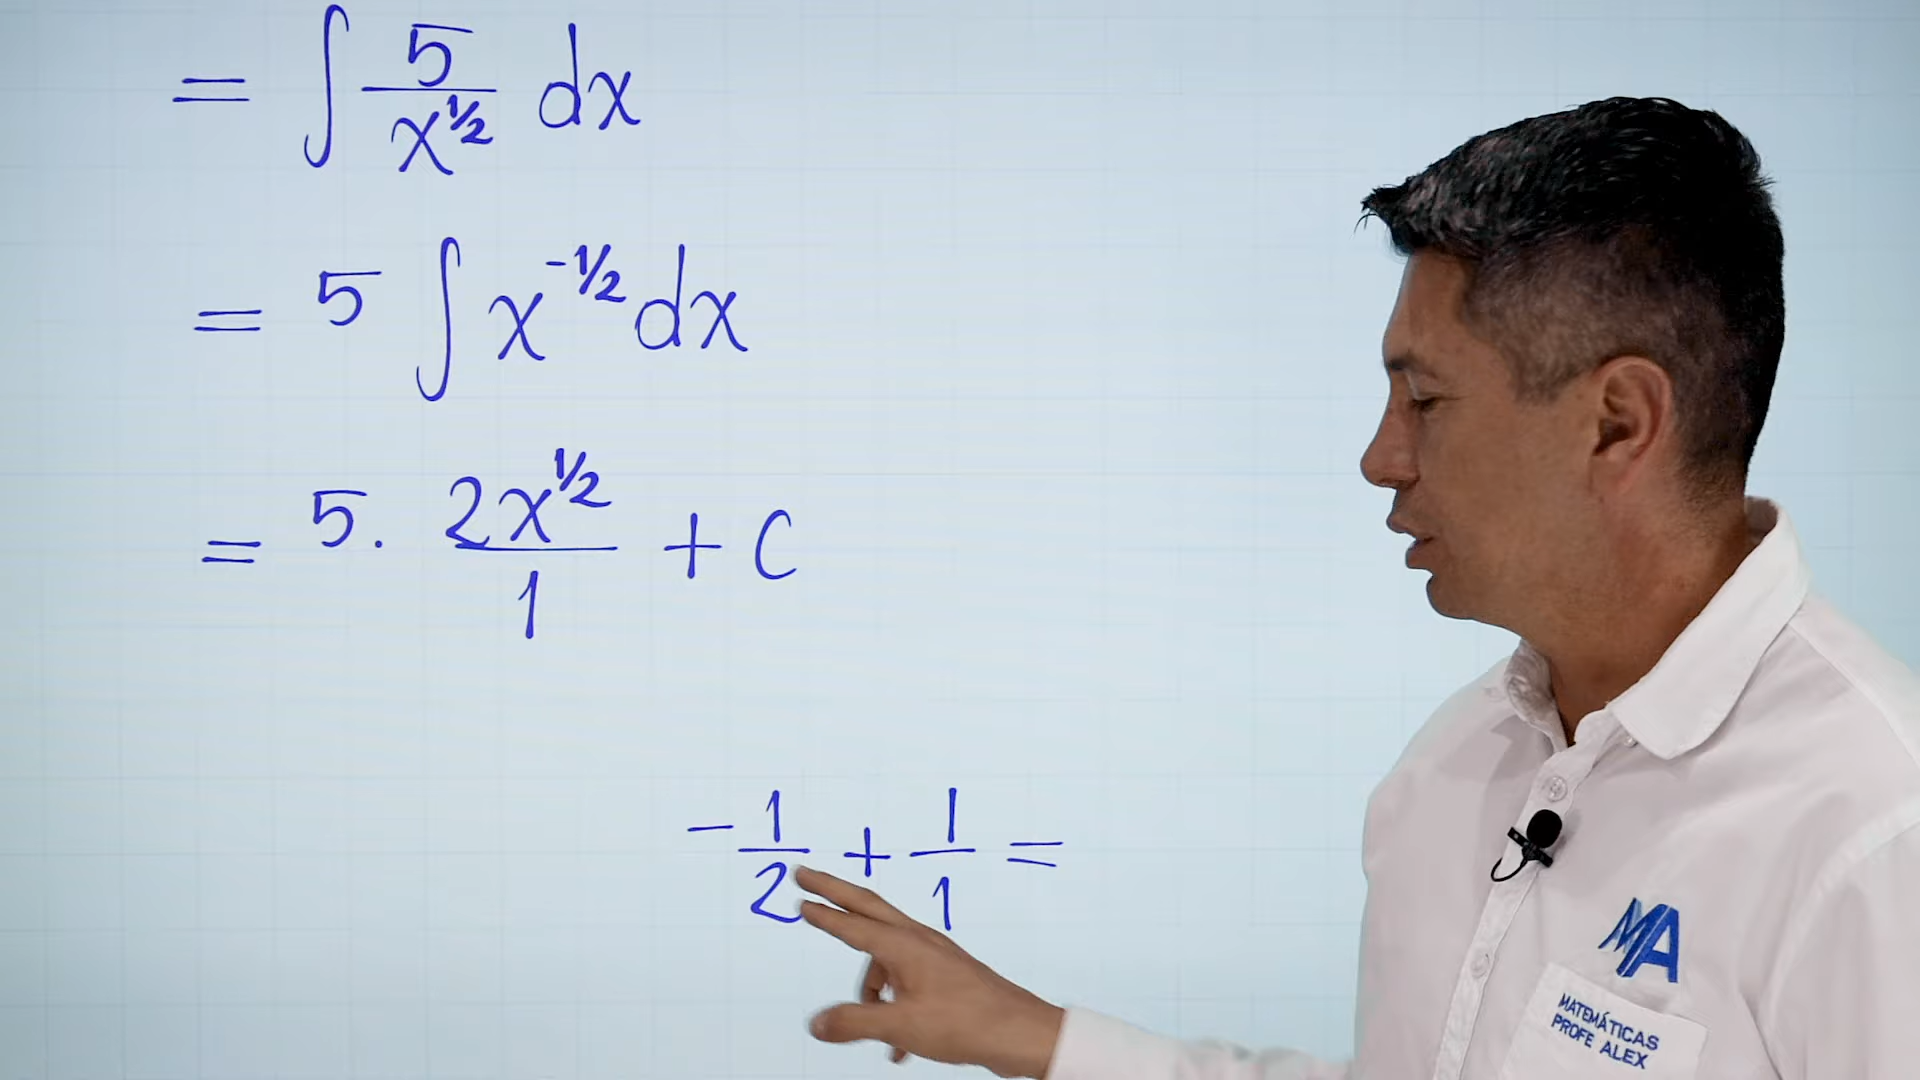 = ∫ 5/x^½ dx
= 5 ∫ x^-½ dx
= 5. 2x^½/1 + C
- 1/2 + 1/1 =
MA
MATEMÁTICAS
PROFE ALEX